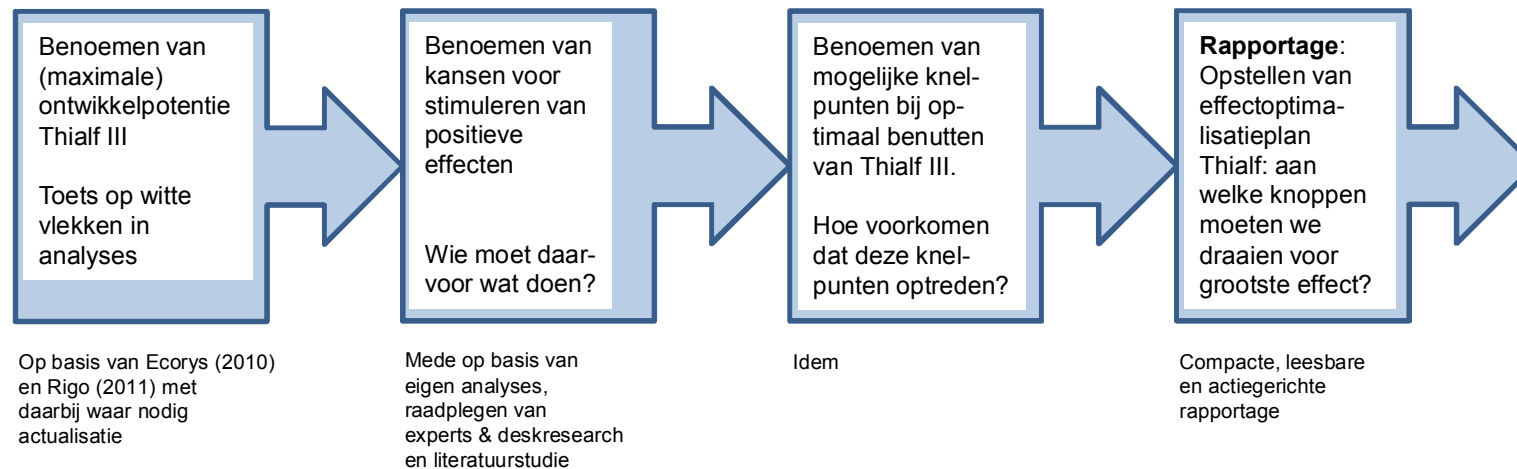 Benoemen van
(maximale)
ontwikkelpotentie
Thialf III
Toets op witte
vlekken in
analyses
Op basis van Ecorys (2010)
en Rigo (2011) met
daarbij waar nodig
actualisatie
Benoemen van
kansen voor
stimuleren van
positieve
effecten
Wie moet daar-
voor wat doen?
Mede op basis van
eigen analyses,
raadplegen van
experts & deskresearch
en literatuurstudie
Benoemen van
mogelijke knel-
punten bij op-
timaal benutten
van Thialf III.
Hoe voorkomen
dat deze knel-
punten optreden?
Idem
Rapportage:
Opstellen van
effectoptima-
lisatieplan
Thialf: aan
welke knoppen
moeten we
draaien voor
grootste effect?
Compacte, leesbare
en actiegerichte
rapportage